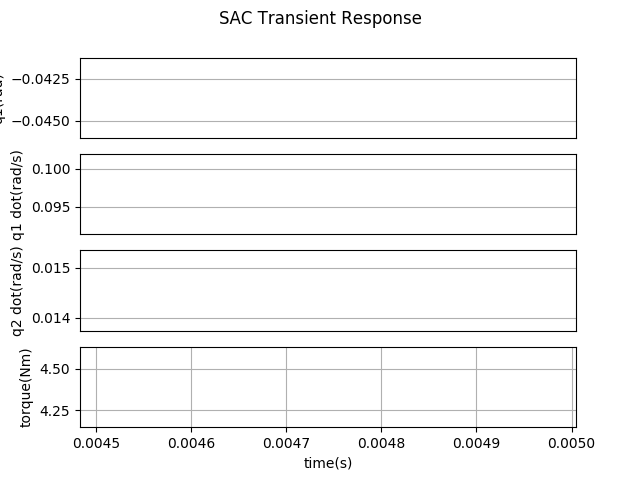 SAC Transient Response
q1(rad)
−0.0425
−0.0450
q1 dot(rad/s)
0.100
0.095
q2 dot(rad/s)
0.015
0.014
torque(Nm)
4.50
4.25
0.0045 0.0046 0.0047 0.0048 0.0049 0.0050
time(s)